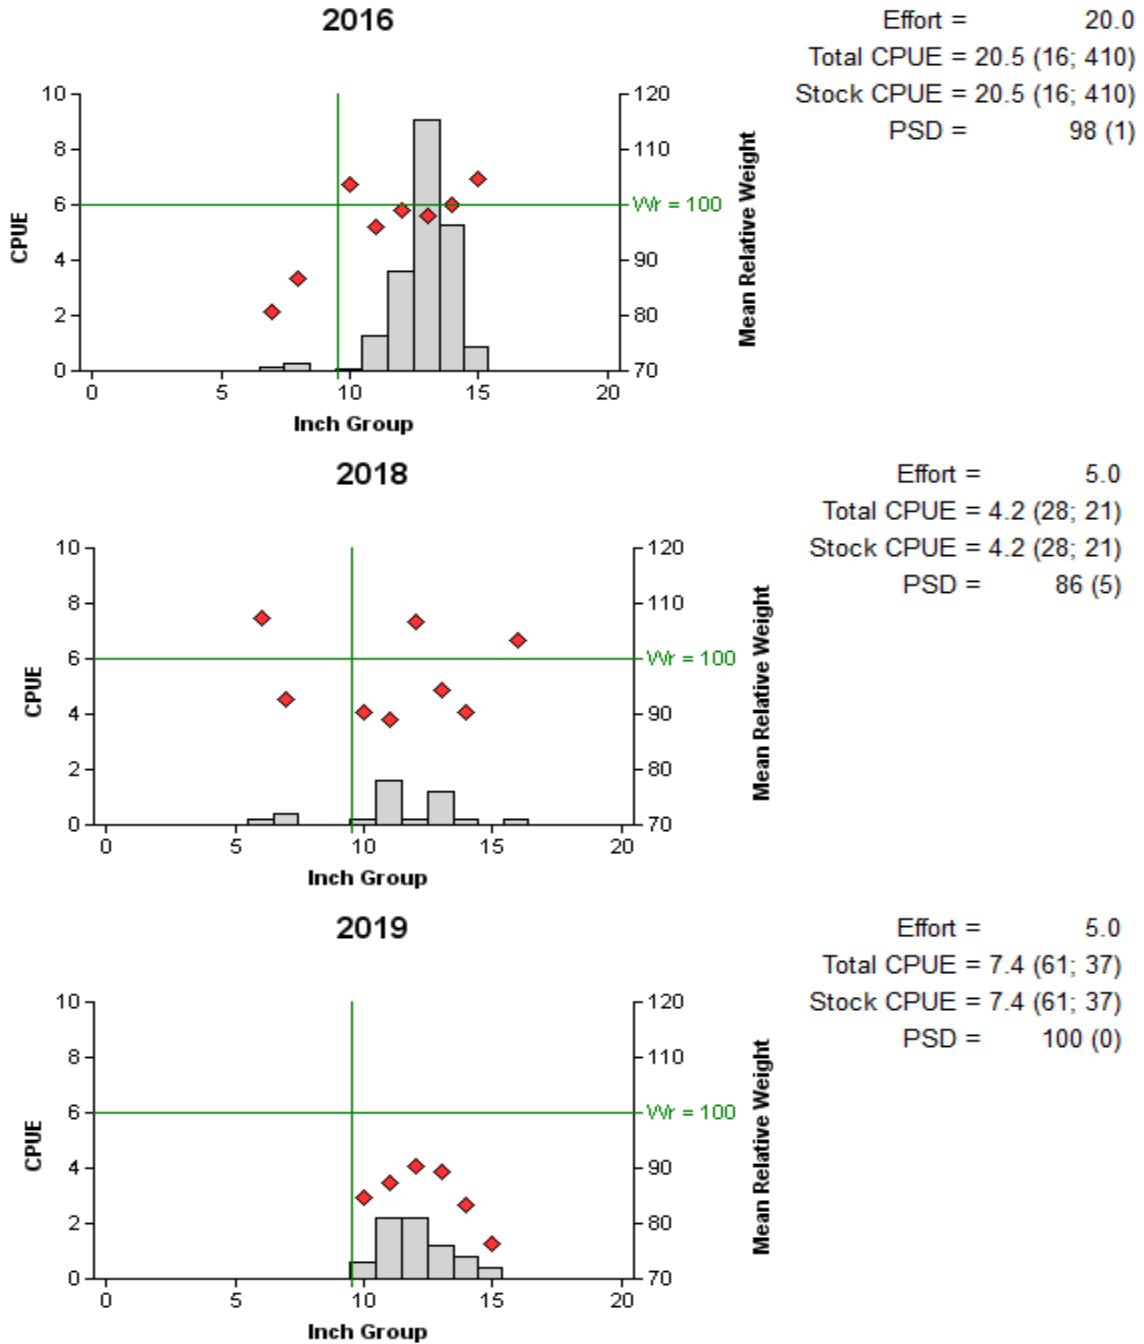 2016
Effort = 20.0
Total CPUE = 20.5 (16; 410)
Stock CPUE = 20.5 (16; 410)
PSD = 98 (1)
10
8
6
4
2
0
CPUE
120
110
Wr = 100
90
80
70
Mean Relative Weight
0 5 10 15 20
Inch Group
2018
Effort = 5.0
Total CPUE = 4.2 (28; 21)
Stock CPUE = 4.2 (28; 21)
PSD = 86 (5)
10
8
6
4
2
0
CPUE
120
110
Wr = 100
90
80
70
Mean Relative Weight
0 5 10 15 20
Inch Group
2019
Effort = 5.0
Total CPUE = 7.4 (61; 37)
Stock CPUE = 7.4 (61; 37)
PSD = 100 (0)
10
8
6
4
2
0
CPUE
120
110
Wr = 100
90
80
70
Mean Relative Weight
0 5 10 15 20
Inch Group